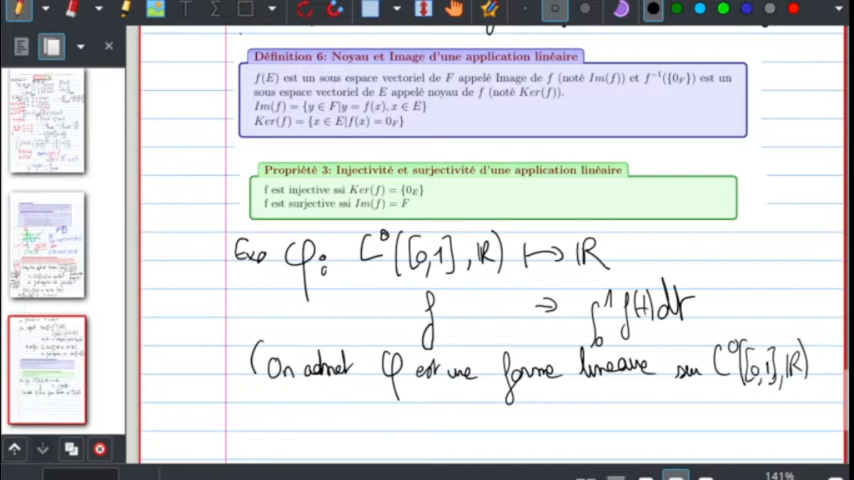 Définition 6: Noyau et Image d'une application linéaire
f(E) est un sous espace vectoriel de F appelé Image de f (noté Im(f)) et f⁻¹({0_F}) est un
sous espace vectoriel de E appelé noyau de f (noté Ker(f)).
Im(f) = {y ∈ F|y = f(x), x ∈ E}
Ker(f) = {x ∈ E|f(x) = 0_F}
Propriété 3: Injectivité et surjectivité d'une application linéaire
f est injective ssi Ker(f) = {0_E}
f est surjective ssi Im(f) = F
Exo φ: C⁰([0,1],ℝ) ↦ ℝ
f → ∫₀¹ f(t)dt
(On admet φ est une forme linéaire sur C⁰([0,1],ℝ)
141%